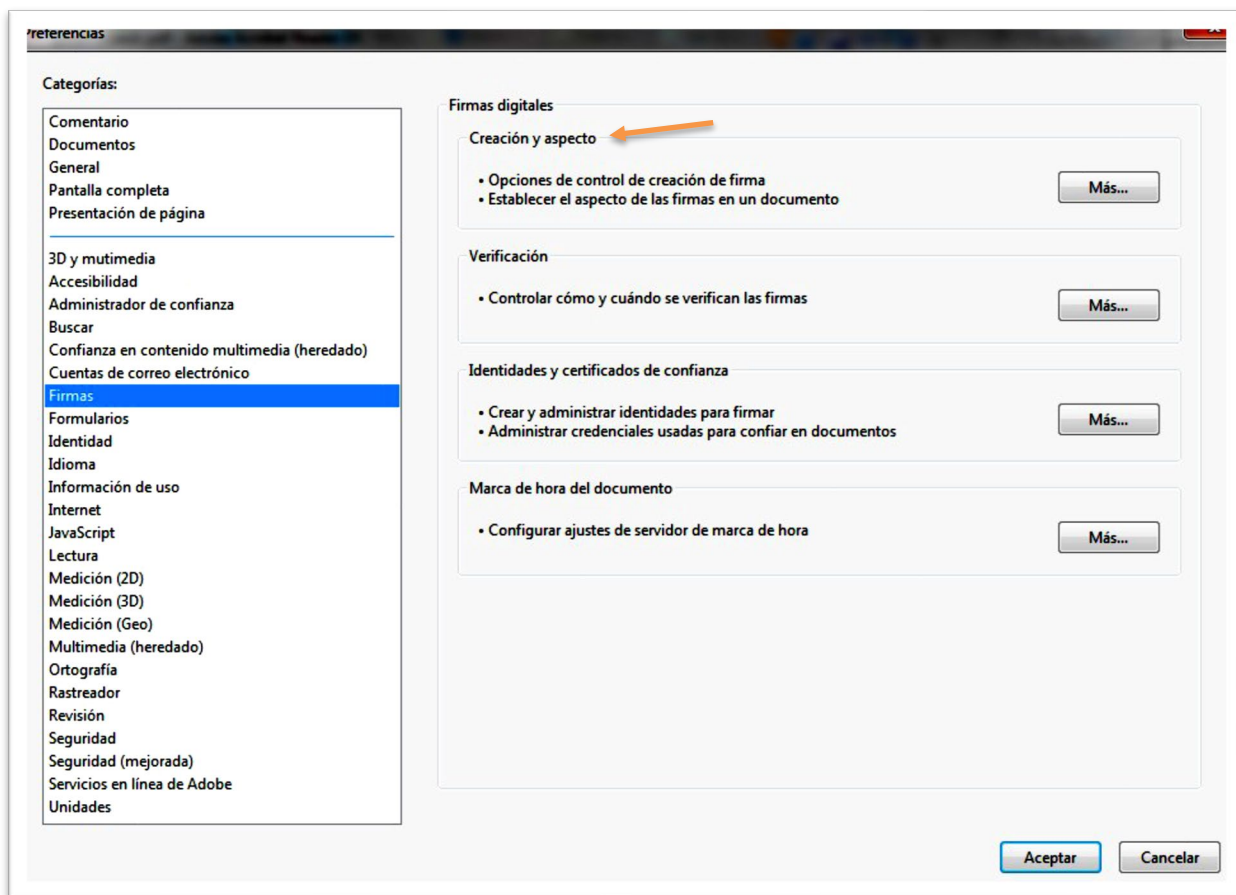 Preferencias
Categorías:
Comentario
Documentos
General
Pantalla completa
Presentación de página
3D y mutimedia
Accesibilidad
Administrador de confianza
Buscar
Confianza en contenido multimedia (heredado)
Cuentas de correo electrónico
Firmas
Formularios
Identidad
Idioma
Información de uso
Internet
JavaScript
Lectura
Medición (2D)
Medición (3D)
Medición (Geo)
Multimedia (heredado)
Ortografía
Rastreador
Revisión
Seguridad
Seguridad (mejorada)
Servicios en línea de Adobe
Unidades
Firmas digitales
Creación y aspecto
• Opciones de control de creación de firma
• Establecer el aspecto de las firmas en un documento
Más...
Verificación
• Controlar cómo y cuándo se verifican las firmas
Más...
Identidades y certificados de confianza
• Crear y administrar identidades para firmar
• Administrar credenciales usadas para confiar en documentos
Más...
Marca de hora del documento
• Configurar ajustes de servidor de marca de hora
Más...
Aceptar
Cancelar